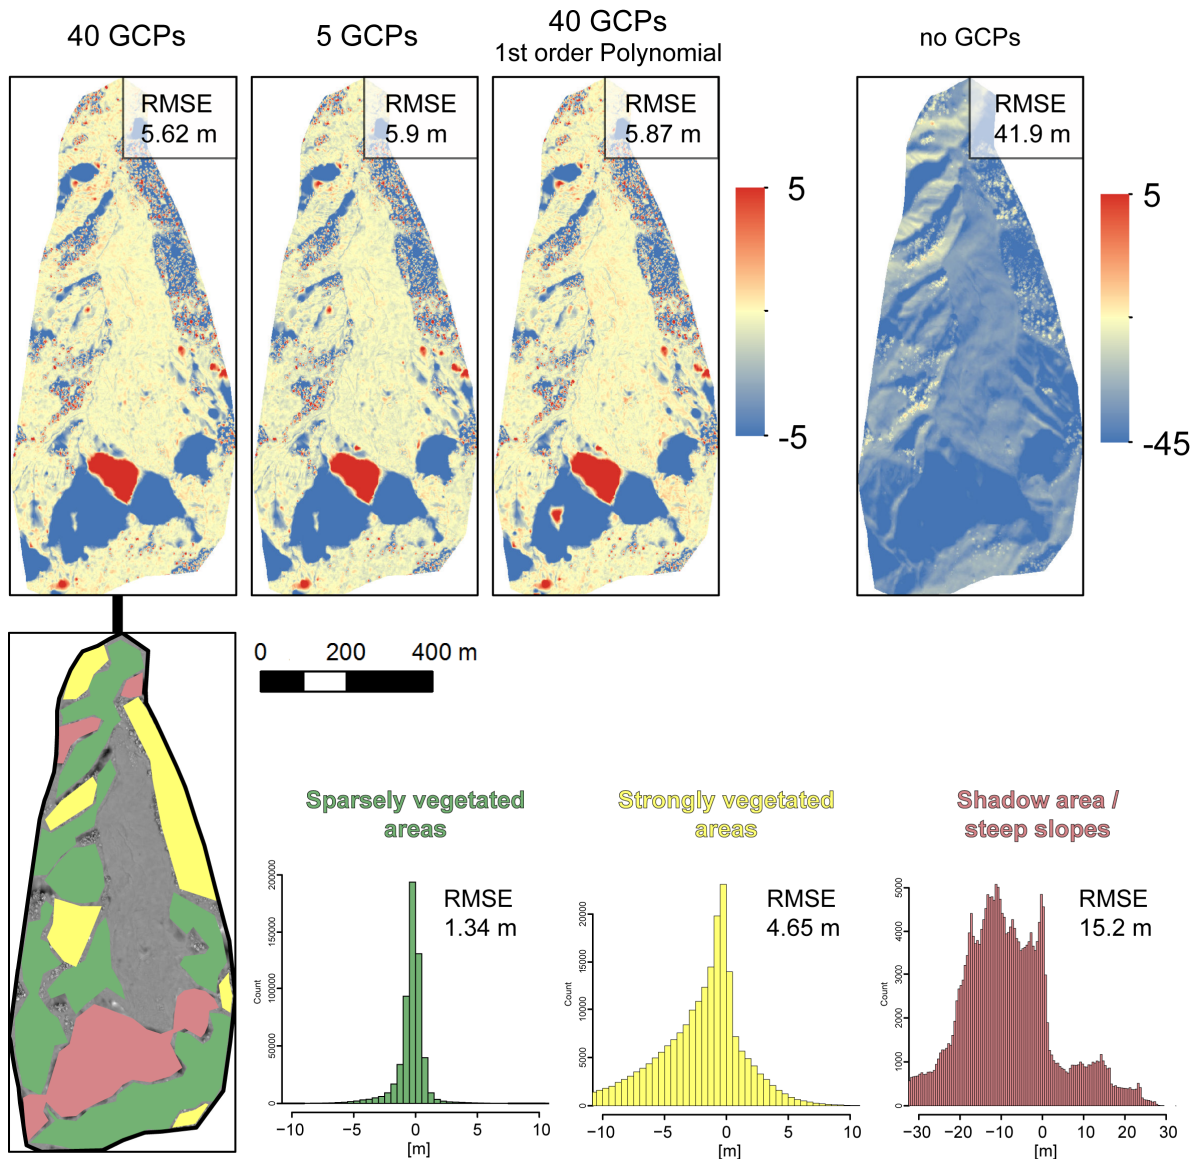 40 GCPs
5 GCPs
40 GCPs
1st order Polynomial
no GCPs
RMSE
5.62 m
RMSE
5.9 m
RMSE
5.87 m
RMSE
41.9 m
5
-5
5
-45
0 200 400 m
Sparsely vegetated
areas
RMSE
1.34 m
Count
200000
150000
100000
50000
0
−10 −5 0 5 10
[m]
Strongly vegetated
areas
RMSE
4.65 m
Count
20000
15000
10000
5000
0
−10 −5 0 5 10
[m]
Shadow area /
steep slopes
RMSE
15.2 m
Count
5000
4000
3000
2000
1000
0
−30 −20 −10 0 10 20 30
[m]